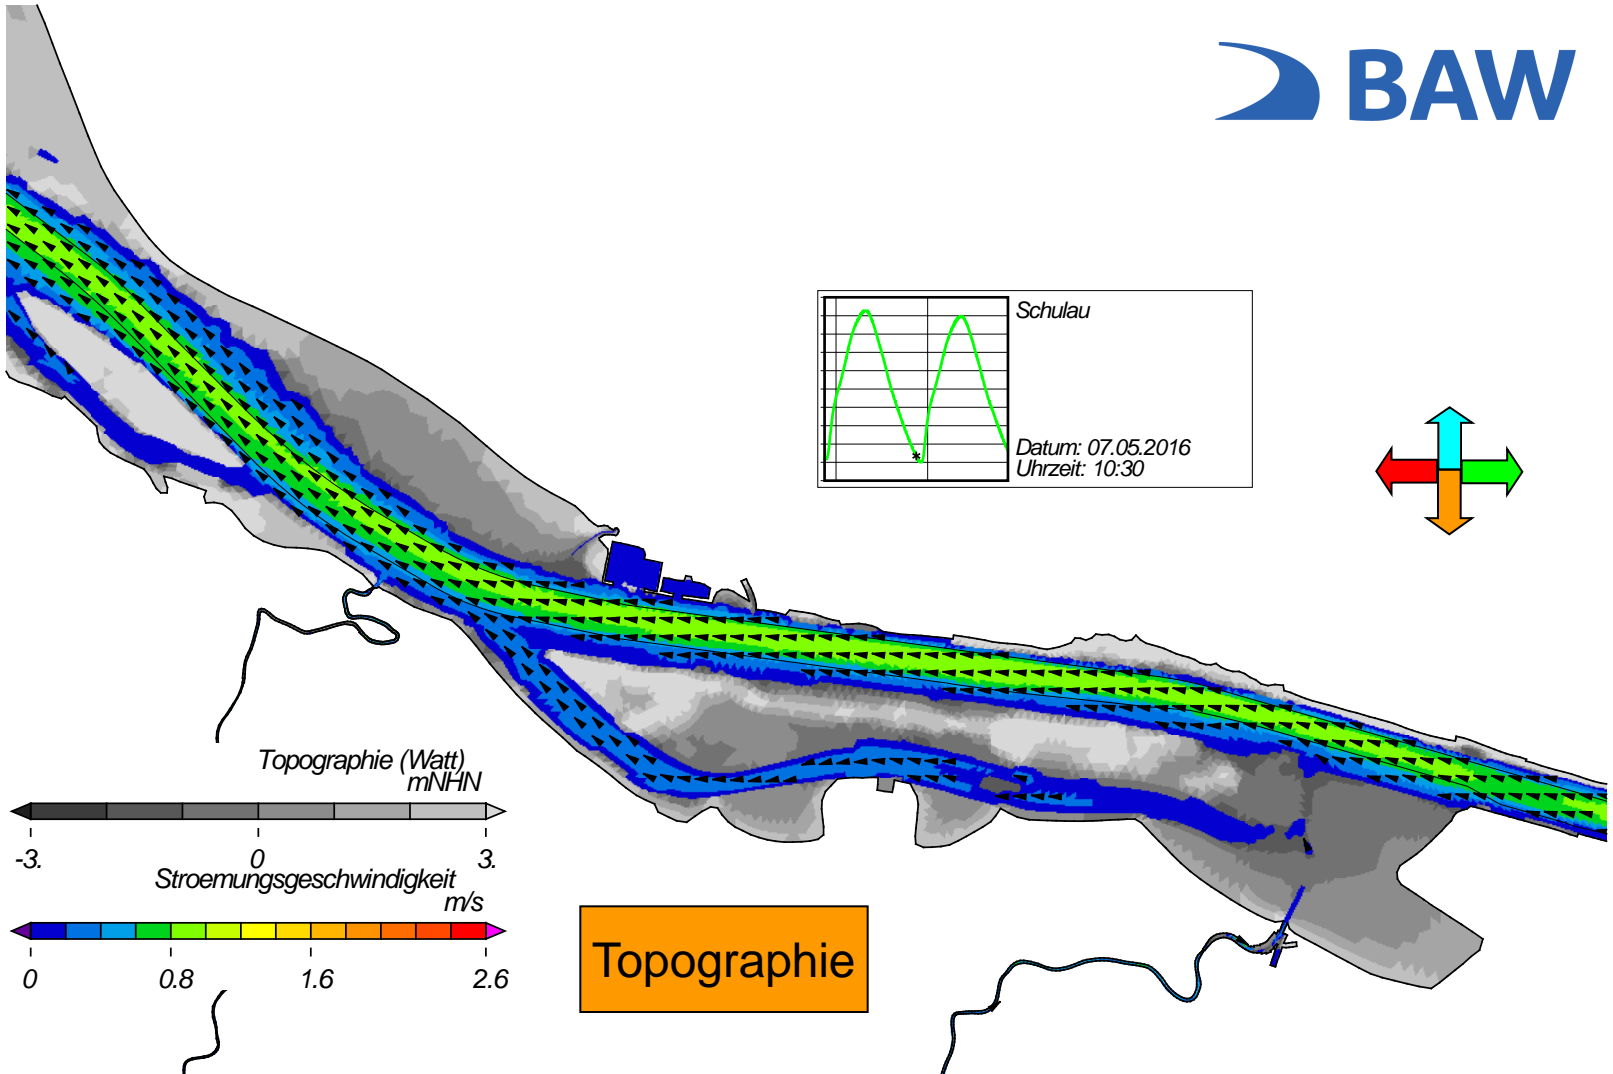 BAW
Schulau
Datum: 07.05.2016
Uhrzeit: 10:30
Topographie (Watt)
mNHN
-3. 0 3.
Stroemungsgeschwindigkeit
m/s
0 0.8 1.6 2.6
Topographie